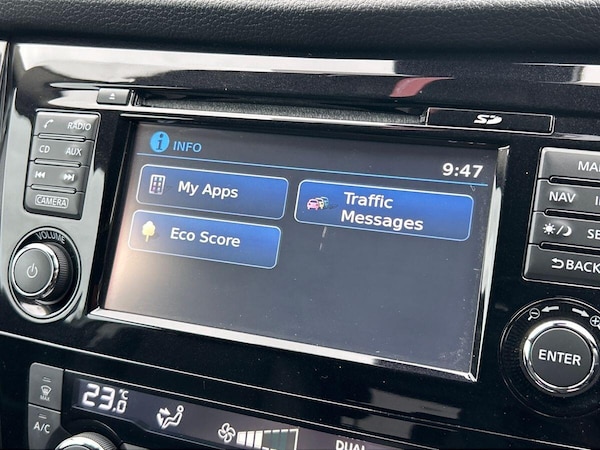 SD
RADIO
CD AUX
CAMERA
VOLUME
INFO
9:47
My Apps
Traffic
Messages
Eco Score
NAV
BACK
ENTER
23.0 °C
A/C
MAX
DUAL